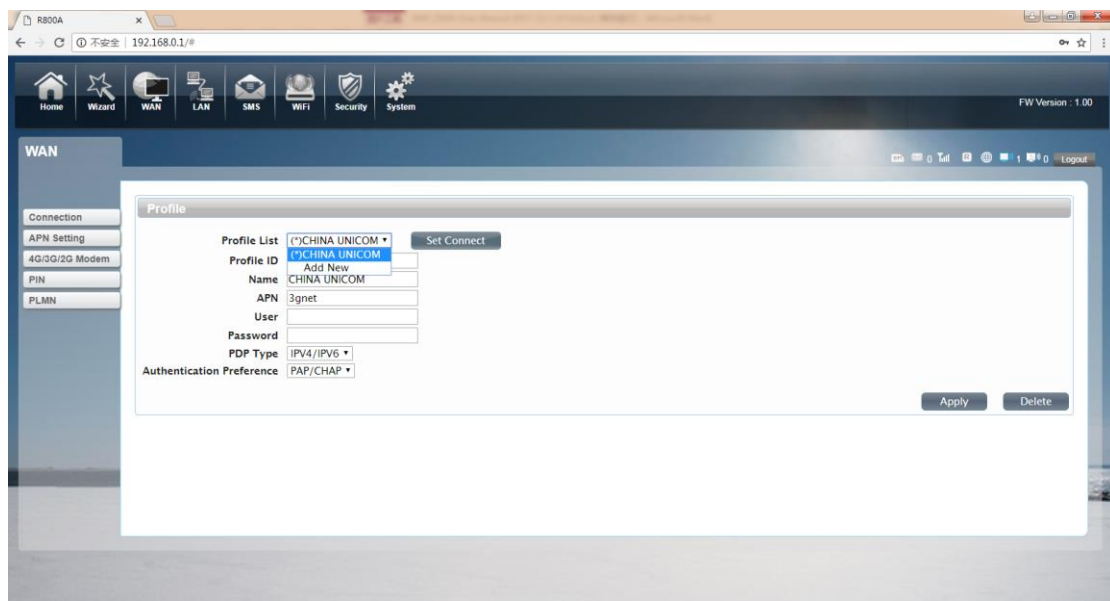 R800A
不安全 192.168.0.1/#
Home Wizard WAN LAN SMS WiFi Security System
FW Version : 1.00
WAN
0 1 0 Logout
Profile
Connection
APN Setting
4G/3G/2G Modem
PIN
PLMN
Profile List (*)CHINA UNICOM Set Connect
(*)CHINA UNICOM
Add New
Profile ID
Name CHINA UNICOM
APN 3gnet
User
Password
PDP Type IPV4/IPV6
Authentication Preference PAP/CHAP
Apply Delete